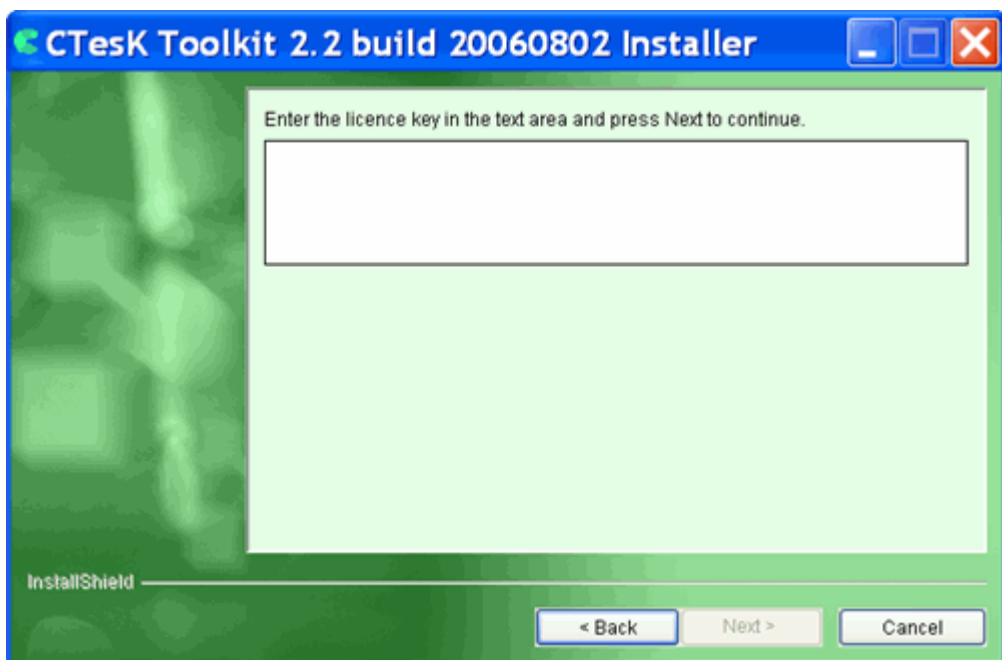 CTesK Toolkit 2.2 build 20060802 Installer
Enter the licence key in the text area and press Next to continue.
InstallShield
< Back Next > Cancel